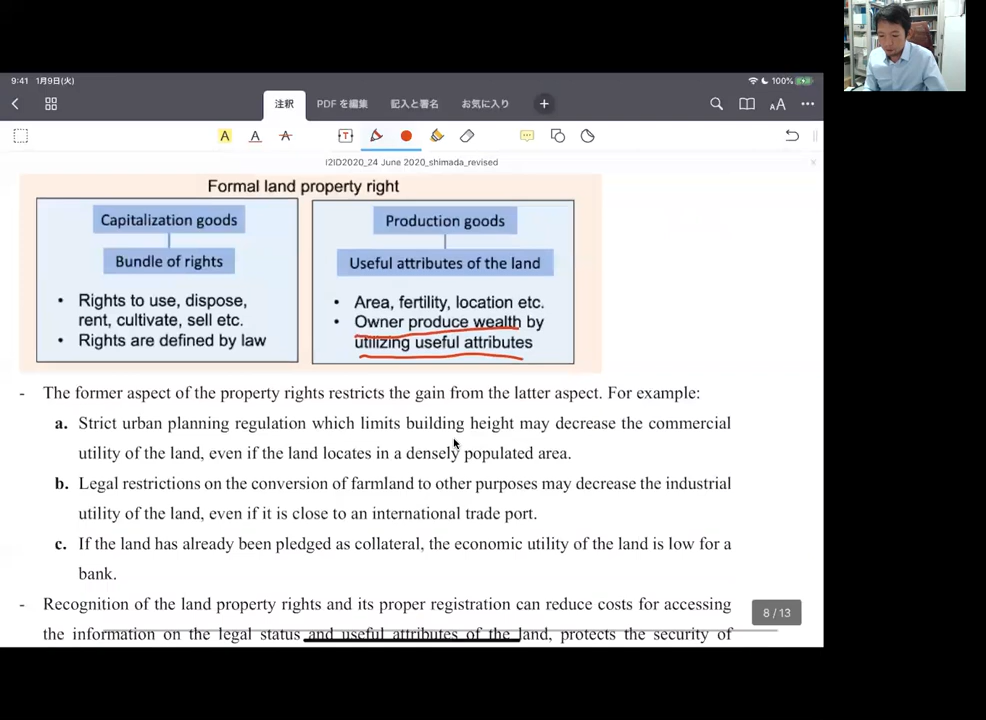 9:41 1月9日(火)
100%
注釈 PDF を編集 記入と署名 お気に入り
I2ID2020_24 June 2020_shimada_revised
Formal land property right
Capitalization goods
Bundle of rights
• Rights to use, dispose,
rent, cultivate, sell etc.
• Rights are defined by law
Production goods
Useful attributes of the land
• Area, fertility, location etc.
• Owner produce wealth by
utilizing useful attributes
- The former aspect of the property rights restricts the gain from the latter aspect. For example:
a. Strict urban planning regulation which limits building height may decrease the commercial
utility of the land, even if the land locates in a densely populated area.
b. Legal restrictions on the conversion of farmland to other purposes may decrease the industrial
utility of the land, even if it is close to an international trade port.
c. If the land has already been pledged as collateral, the economic utility of the land is low for a
bank.
- Recognition of the land property rights and its proper registration can reduce costs for accessing
the information on the legal status and useful attributes of the land, protects the security of
8 / 13